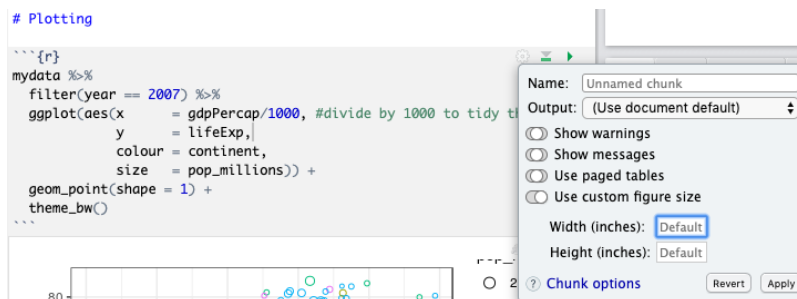 # Plotting
```{r}
mydata %>%
filter(year == 2007) %>%
ggplot(aes(x = gdpPercap/1000, #divide by 1000 to tidy
y = lifeExp,
colour = continent,
size = pop_millions)) +
geom_point(shape = 1) +
theme_bw()
```
80
2
Name: Unnamed chunk
Output: (Use document default)
Show warnings
Show messages
Use paged tables
Use custom figure size
Width (inches): Default
Height (inches): Default
? Chunk options Revert Apply